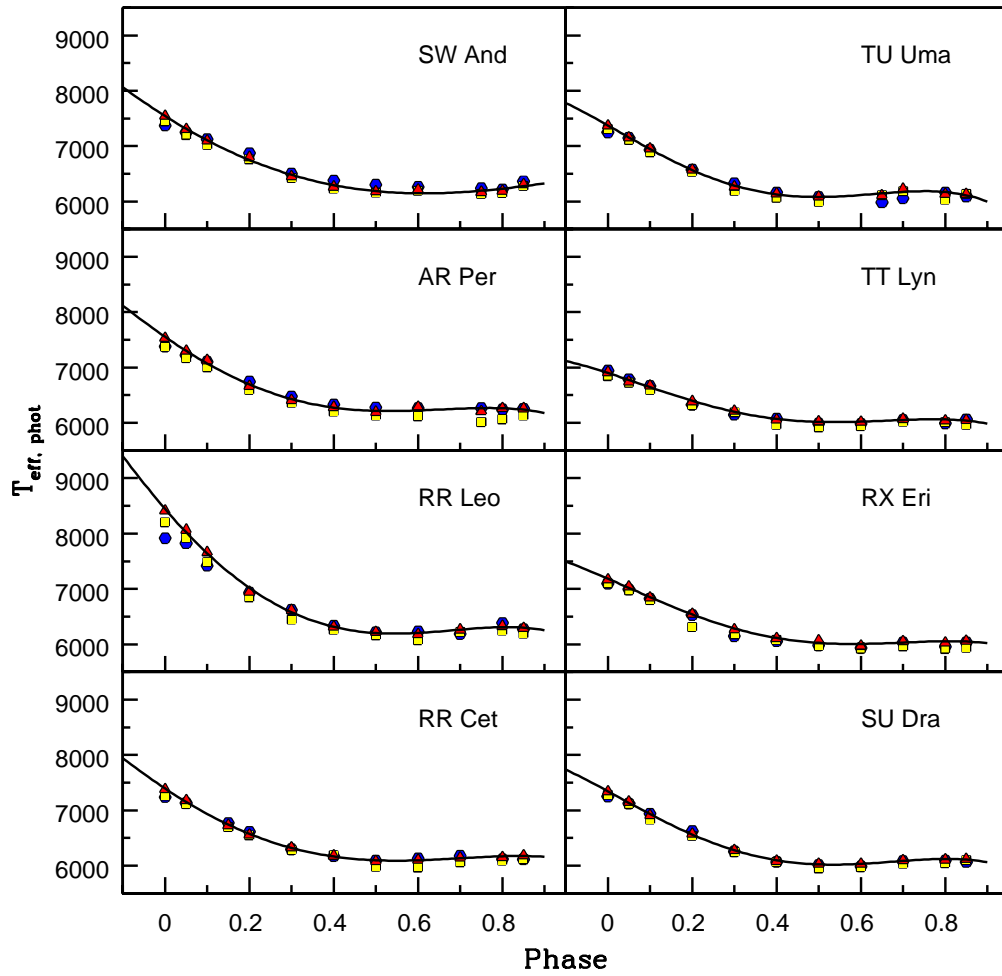 9000
8000
7000
6000
SW And
TU Uma
9000
8000
7000
6000
AR Per
TT Lyn
9000
8000
7000
6000
RR Leo
RX Eri
9000
8000
7000
6000
RR Cet
SU Dra
0 0.2 0.4 0.6 0.8 0 0.2 0.4 0.6 0.8
Phase
Teff, phot